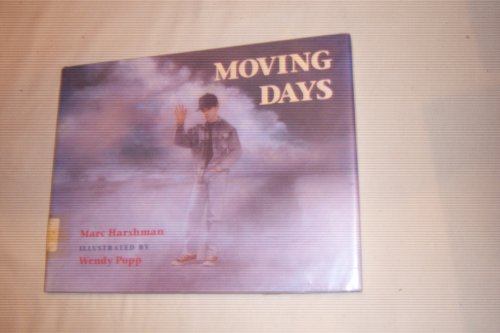 MOVING
DAYS
Marc Harshman
ILLUSTRATED BY
Wendy Popp